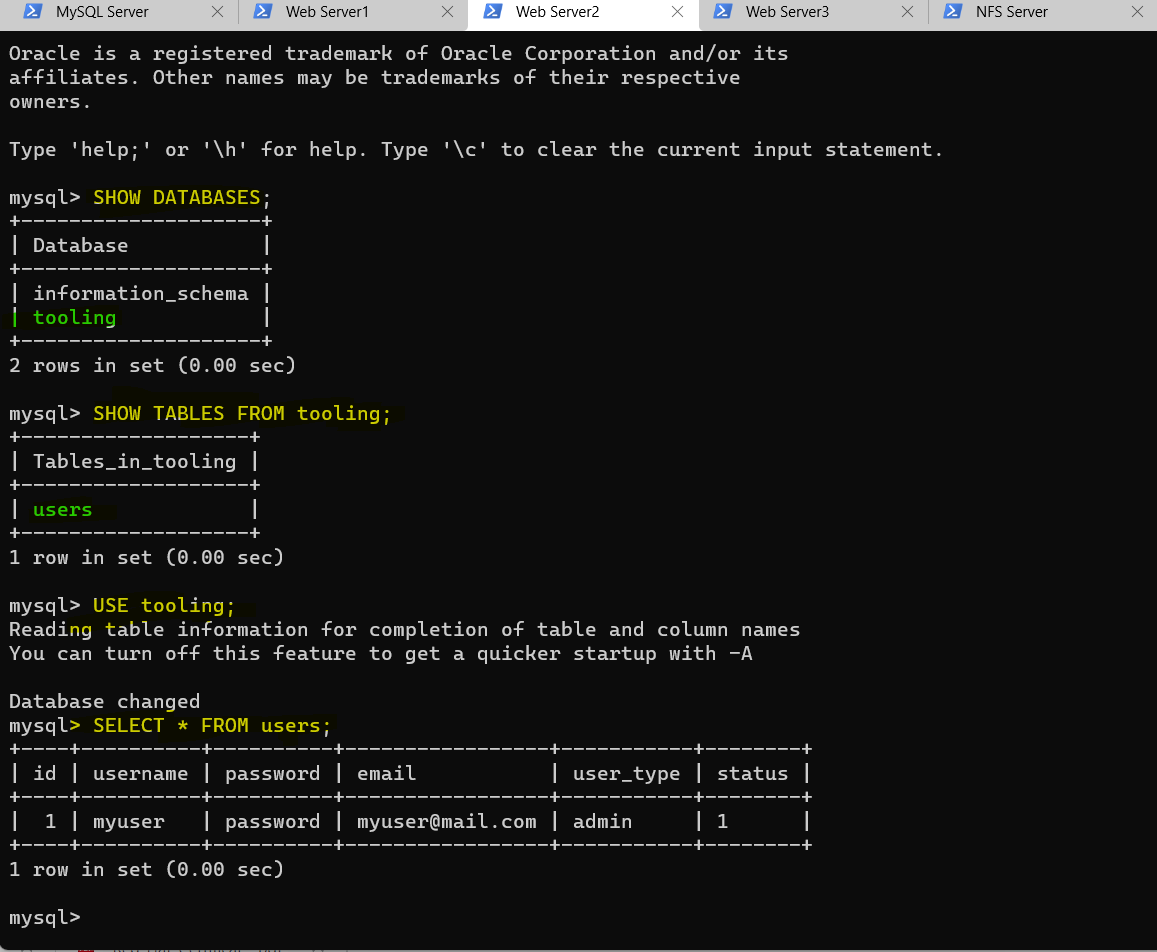 MySQL Server Web Server1 Web Server2 Web Server3 NFS Server
Oracle is a registered trademark of Oracle Corporation and/or its
affiliates. Other names may be trademarks of their respective
owners.
Type 'help;' or '\h' for help. Type '\c' to clear the current input statement.
mysql> SHOW DATABASES;
+--------------------+
| Database           |
+--------------------+
| information_schema |
| tooling            |
+--------------------+
2 rows in set (0.00 sec)
mysql> SHOW TABLES FROM tooling;
+-------------------+
| Tables_in_tooling |
+-------------------+
| users             |
+-------------------+
1 row in set (0.00 sec)
mysql> USE tooling;
Reading table information for completion of table and column names
You can turn off this feature to get a quicker startup with -A
Database changed
mysql> SELECT * FROM users;
+----+----------+----------+-----------------+-----------+--------+
| id | username | password | email           | user_type | status |
+----+----------+----------+-----------------+-----------+--------+
|  1 | myuser   | password | myuser@mail.com | admin     | 1      |
+----+----------+----------+-----------------+-----------+--------+
1 row in set (0.00 sec)
mysql>